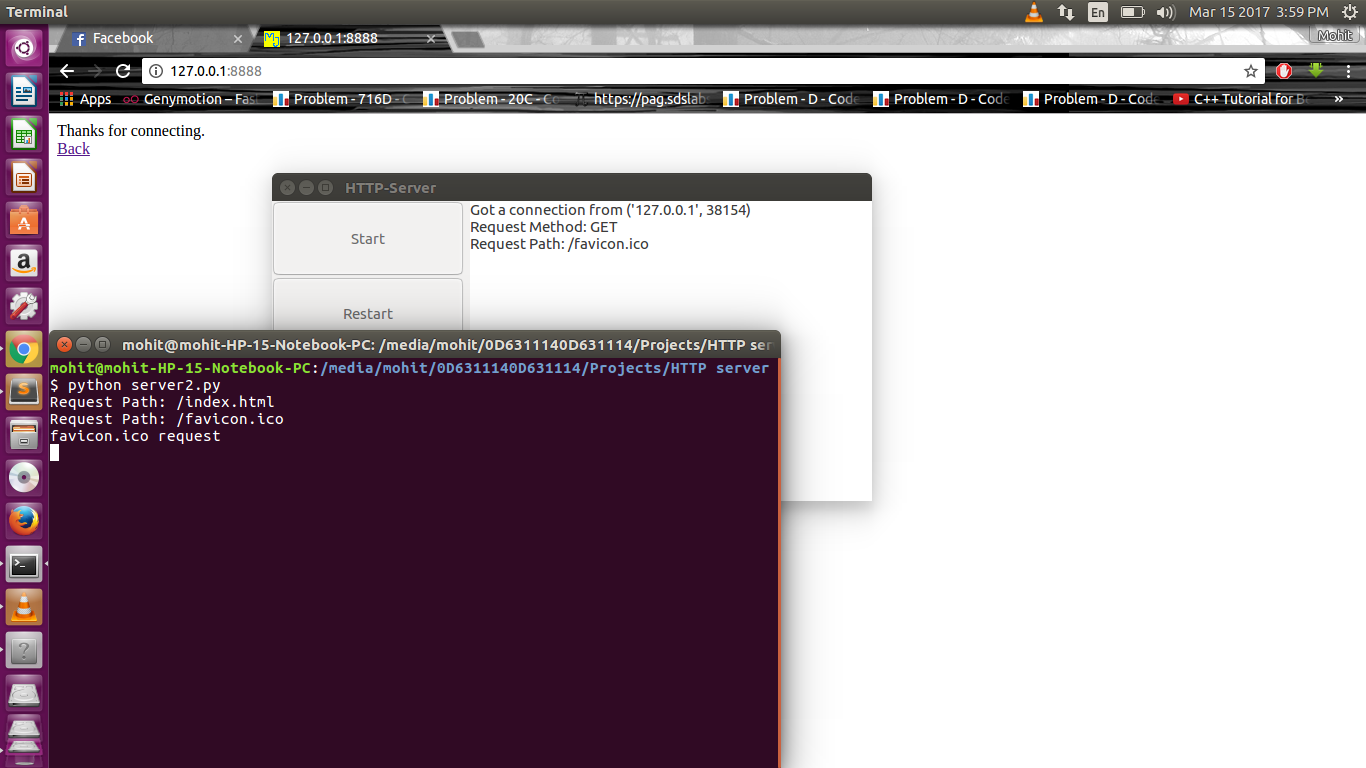 Terminal
En
Mar 15 2017 3:59 PM
Facebook
127.0.0.1:8888
Mohit
127.0.0.1:8888
Apps Genymotion – Fas Problem - 716D - C Problem - 20C - Co https://pag.sdslab Problem - D - Code Problem - D - Code Problem - D - Code C++ Tutorial for Be »
Thanks for connecting.
Back
HTTP-Server
Start
Restart
Got a connection from ('127.0.0.1', 38154)
Request Method: GET
Request Path: /favicon.ico
mohit@mohit-HP-15-Notebook-PC: /media/mohit/0D6311140D631114/Projects/HTTP ser
mohit@mohit-HP-15-Notebook-PC:/media/mohit/0D6311140D631114/Projects/HTTP server
$ python server2.py
Request Path: /index.html
Request Path: /favicon.ico
favicon.ico request